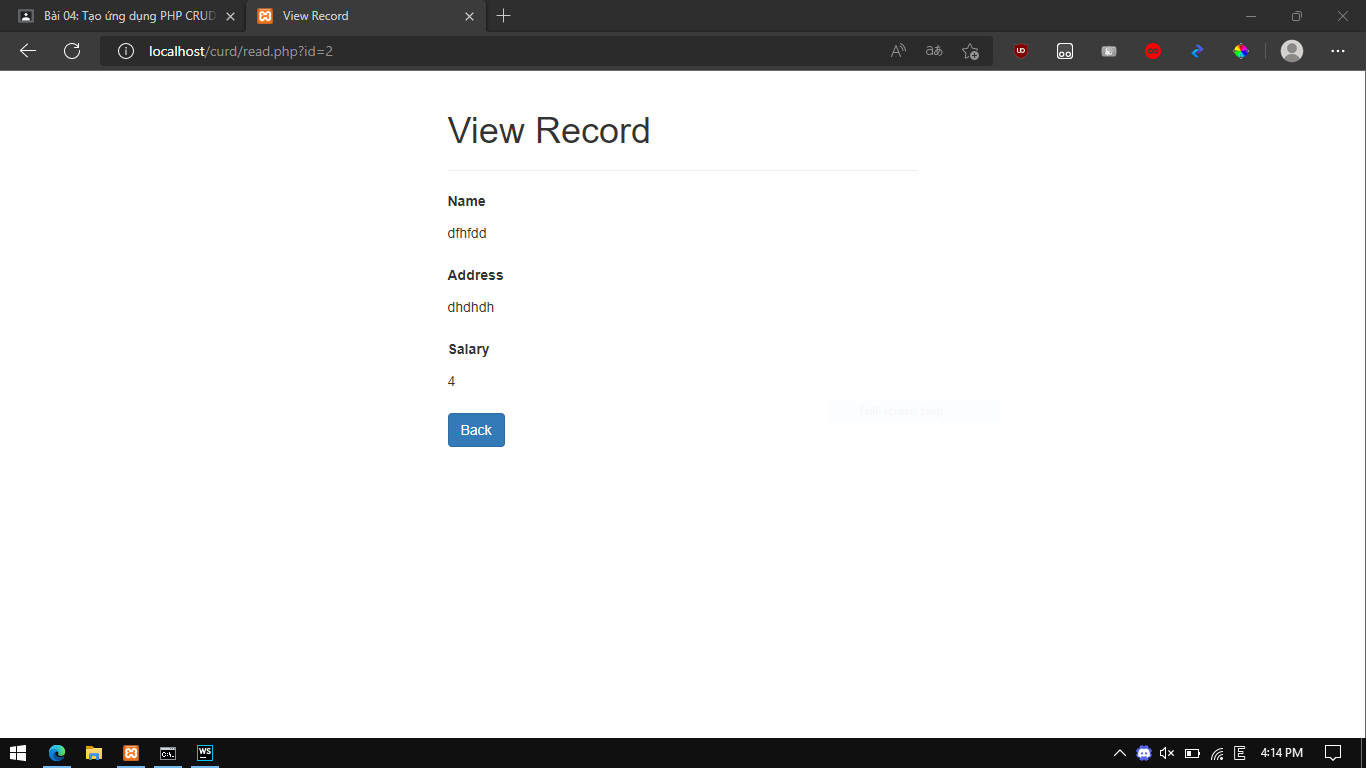 Bài 04: Tạo ứng dụng PHP CRUD
View Record
localhost/curd/read.php?id=2
View Record
Name
dfhfdd
Address
dhdhdh
Salary
4
Full-screen Snip
Back
4:14 PM